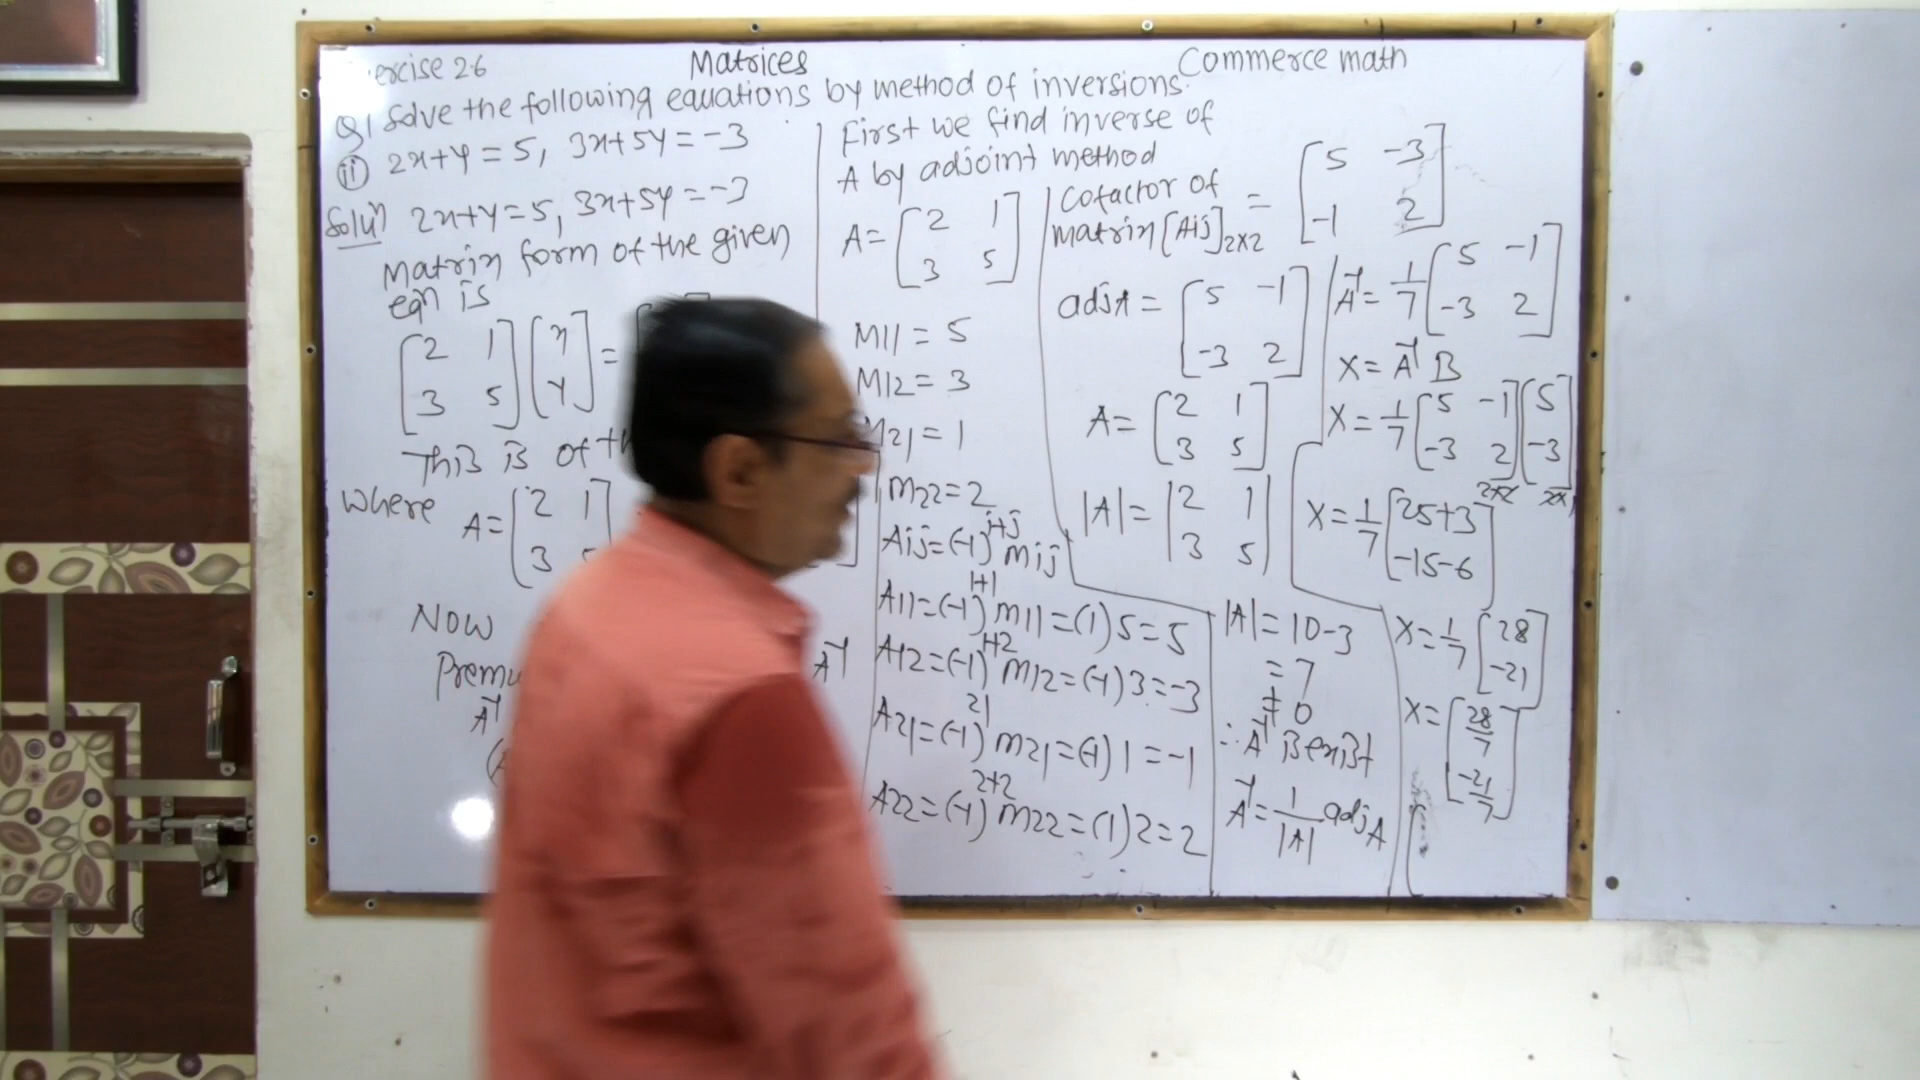 ercise 2.6 Matrices Commerce math
Q1 Solve the following equations by method of inversions.
(ii) 2x+y=5, 3x+5y=-3
Solun 2x+y=5, 3x+5y=-3
Matrix form of the given
eqn is
[2 1
3 5] [x
y] = [
This is of th
Where A= [2 1
3
Now
Premu A⁻¹
A⁻¹
(A
First we find inverse of
A by adjoint method
A= [2 1
3 5]
M11 = 5
M12 = 3
M21 = 1
M22 = 2
Aij=(-1)^i+j mij
A11=(-1)^1+1 m11=(1)5=5
A12=(-1)^1+2 m12=(-1)3=-3
A21=(-1)^21 m21=(-1)1=-1
A22=(-1)^2+2 m22=(1)2=2
Cofactor of
matrix [Aij]2x2 = [5 -3
-1 2]
adjA = [5 -1
-3 2]
A= [2 1
3 5]
|A|= |2 1
3 5|
|A|= 10-3
= 7
≠ 0
∴ A⁻¹ is exist
A⁻¹= 1/|A| adj A
A⁻¹= 1/7 [5 -1
-3 2]
X= A⁻¹ B
X= 1/7 [5 -1
-3 2]2x2 [5
-3]2x1
X= 1/7 [25+3
-15-6]
X= 1/7 [28
-21]
X= [28/7
-21/7]
[